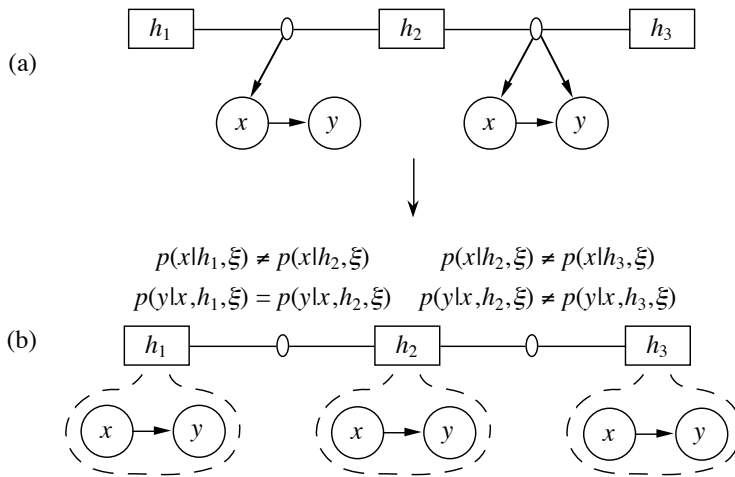 h₁ h₂ h₃
(a)
x y x y
p(x|h₁,ξ) ≠ p(x|h₂,ξ) p(x|h₂,ξ) ≠ p(x|h₃,ξ)
p(y|x,h₁,ξ) = p(y|x,h₂,ξ) p(y|x,h₂,ξ) ≠ p(y|x,h₃,ξ)
(b) h₁ h₂ h₃
x y x y x y